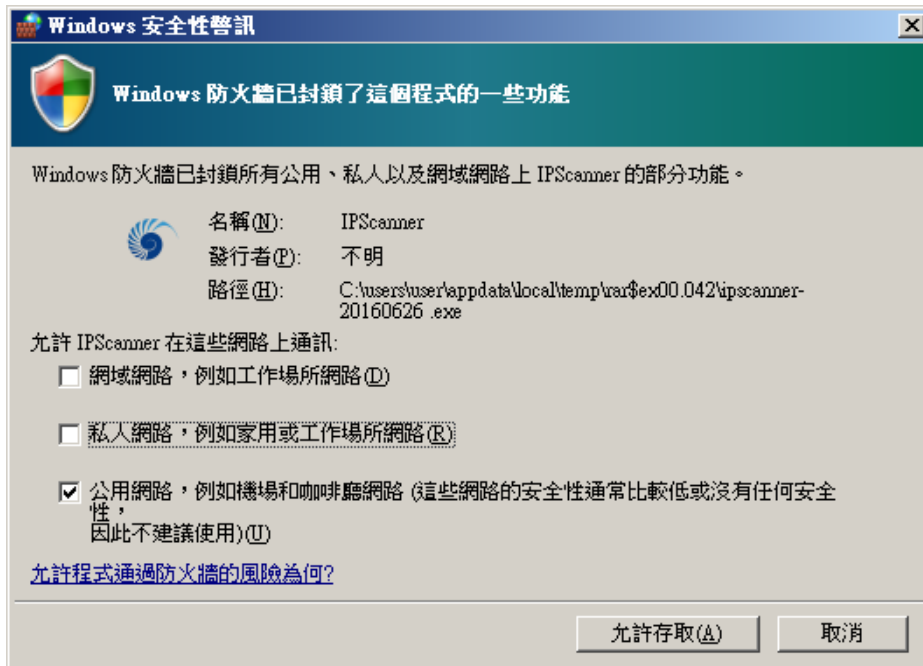 Windows 安全性警訊
Windows 防火牆已封鎖了這個程式的一些功能
Windows 防火牆已封鎖所有公用、私人以及網域網路上 IPScanner 的部分功能。
名稱(N): IPScanner
發行者(P): 不明
路徑(H): C:\users\user\appdata\local\temp\rar$ex00.042\ipscanner-
20160626 .exe
允許 IPScanner 在這些網路上通訊:
網域網路，例如工作場所網路(D)
私人網路，例如家用或工作場所網路(R)
公用網路，例如機場和咖啡廳網路 (這些網路的安全性通常比較低或沒有任何安全
性，
因此不建議使用)(U)
允許程式通過防火牆的風險為何?
允許存取(A) 取消